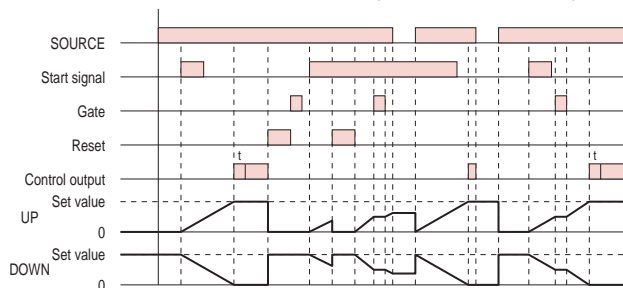 SOURCE
Start signal
Gate
Reset
t
t
Control output
Set value
UP
0
Set value
DOWN
0